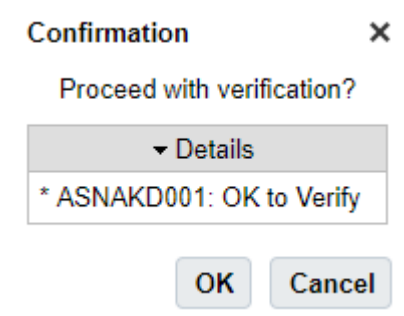 Confirmation
Proceed with verification?
Details
* ASNAKD001: OK to Verify
OK Cancel